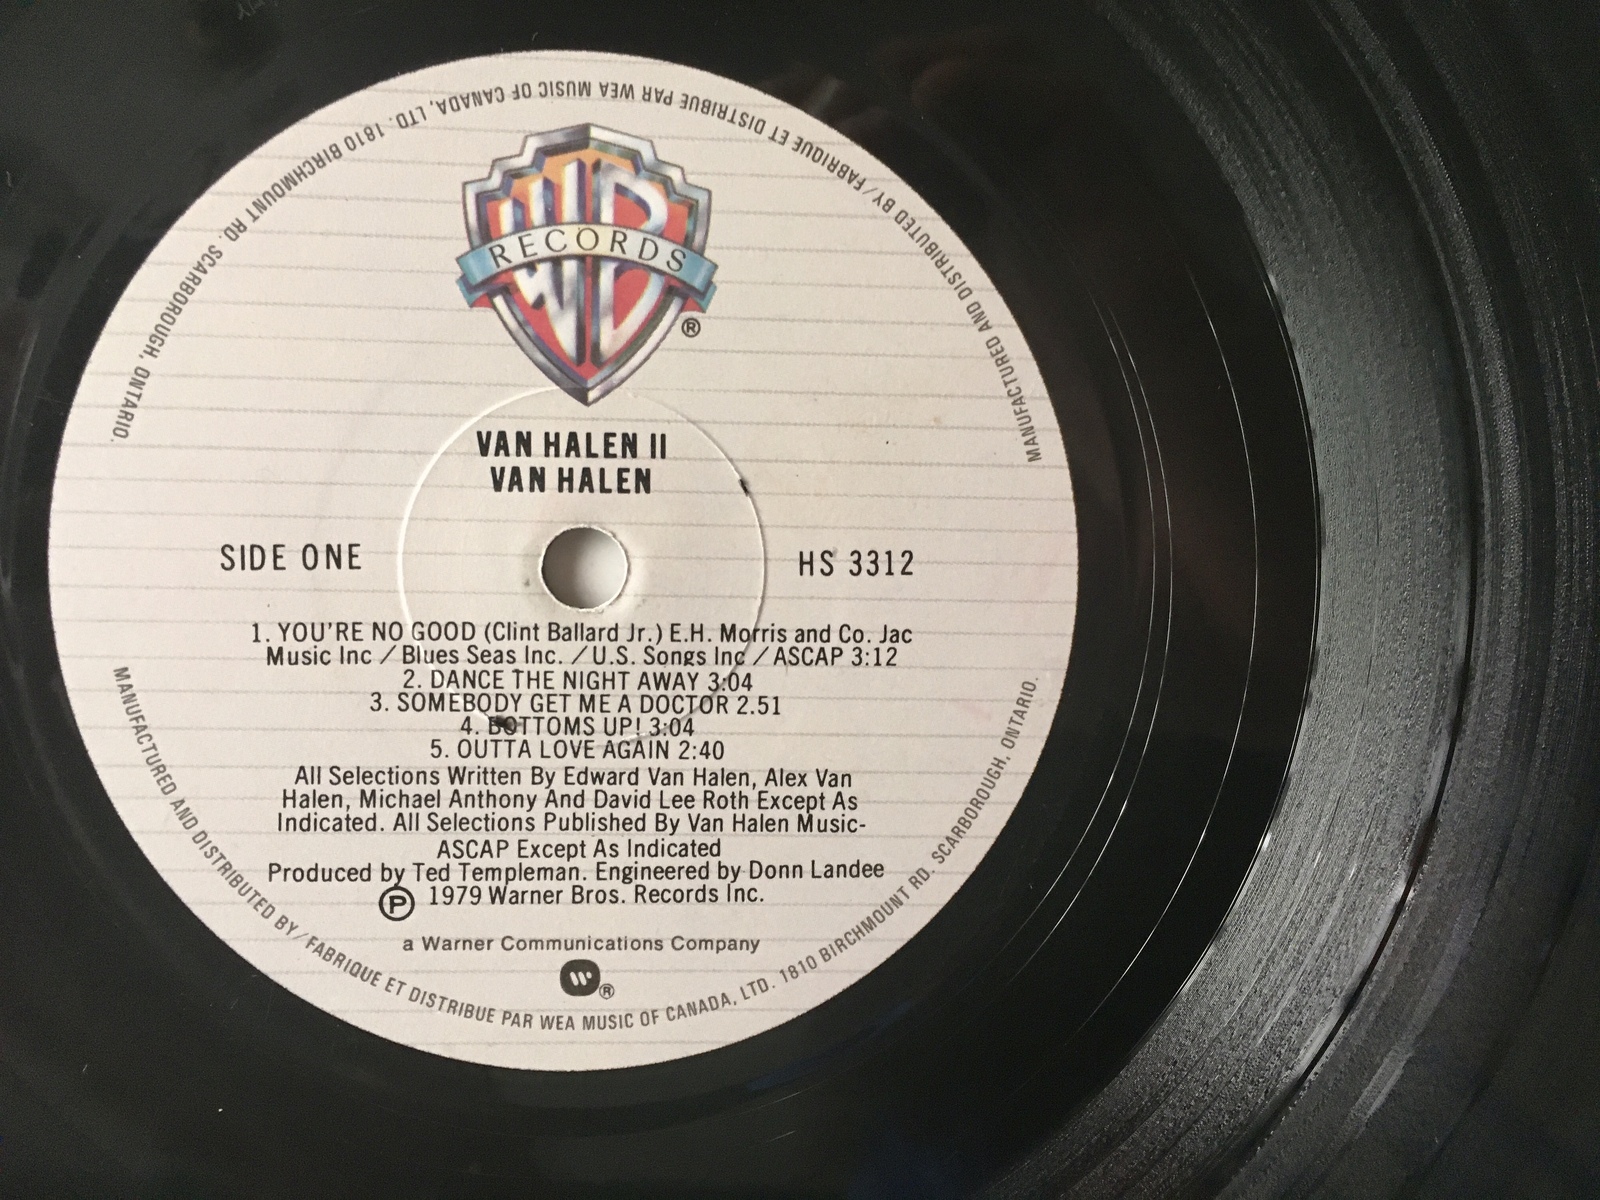 MANUFACTURED AND DISTRIBUTED BY/FABRIQUE ET DISTRIBUE PAR WEA MUSIC OF CANADA, LTD. 1810 BIRCHMOUNT RD. SCARBOROUGH, ONTARIO.
WB
RECORDS
®
VAN HALEN II
VAN HALEN
SIDE ONE
HS 3312
1. YOU'RE NO GOOD (Clint Ballard Jr.) E.H. Morris and Co. Jac
Music Inc / Blues Seas Inc. / U.S. Songs Inc / ASCAP 3:12
2. DANCE THE NIGHT AWAY 3:04
3. SOMEBODY GET ME A DOCTOR 2.51
4. BOTTOMS UP! 3:04
5. OUTTA LOVE AGAIN 2:40
All Selections Written By Edward Van Halen, Alex Van
Halen, Michael Anthony And David Lee Roth Except As
Indicated. All Selections Published By Van Halen Music-
ASCAP Except As Indicated
Produced by Ted Templeman. Engineered by Donn Landee
℗ 1979 Warner Bros. Records Inc.
a Warner Communications Company
®
MANUFACTURED AND DISTRIBUTED BY/FABRIQUE ET DISTRIBUE PAR WEA MUSIC OF CANADA, LTD. 1810 BIRCHMOUNT RD. SCARBOROUGH, ONTARIO.